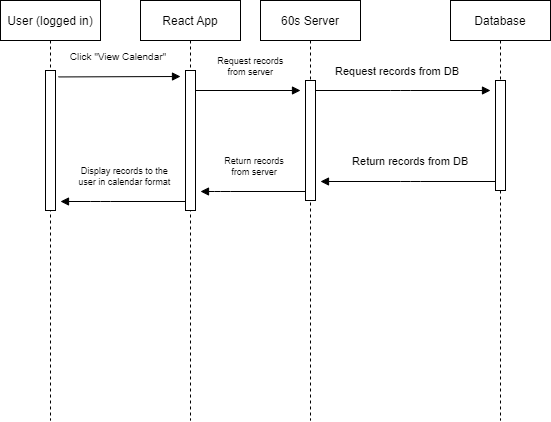 User (logged in)
React App
60s Server
Database
Click "View Calendar"
Request records
from server
Request records from DB
Return records from DB
Return records
from server
Display records to the
user in calendar format